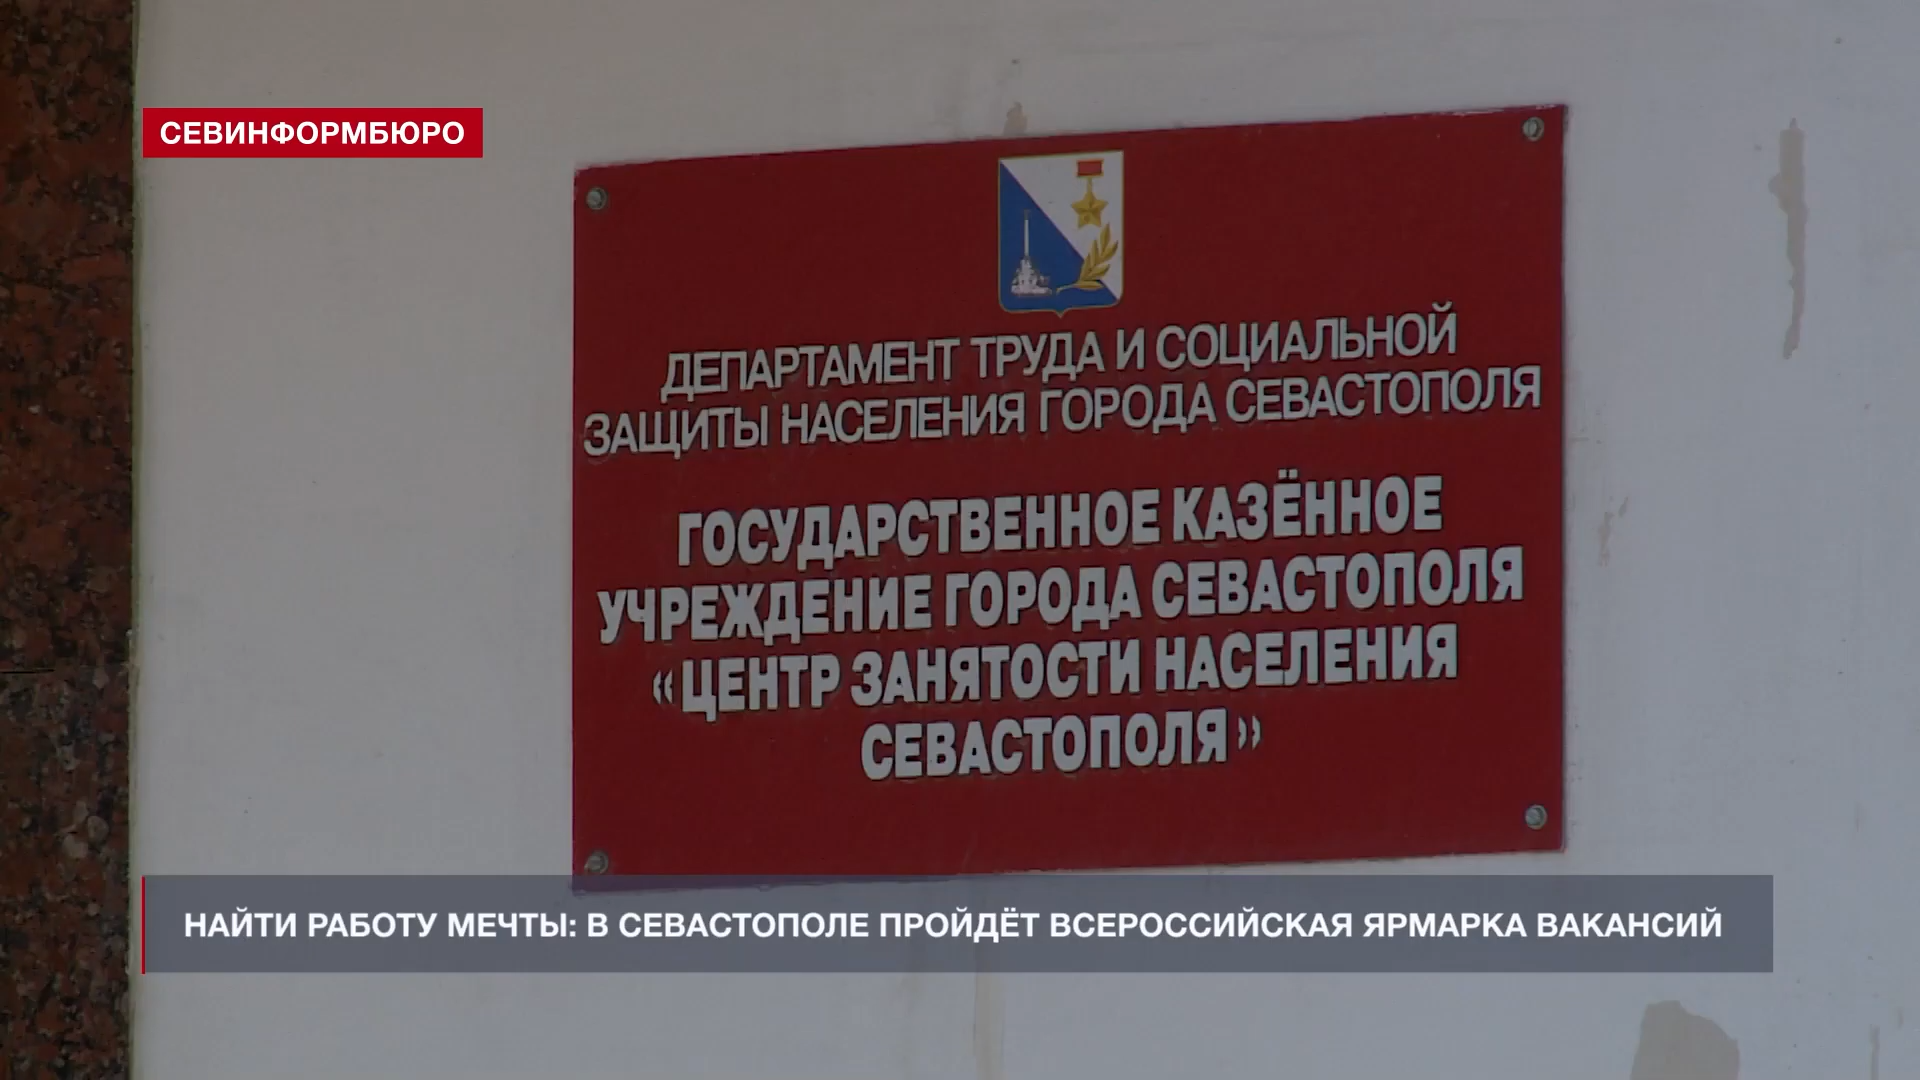 СЕВИНФОРМБЮРО
ДЕПАРТАМЕНТ ТРУДА И СОЦИАЛЬНОЙ
ЗАЩИТЫ НАСЕЛЕНИЯ ГОРОДА СЕВАСТОПОЛЯ
ГОСУДАРСТВЕННОЕ КАЗЁННОЕ
УЧРЕЖДЕНИЕ ГОРОДА СЕВАСТОПОЛЯ
«ЦЕНТР ЗАНЯТОСТИ НАСЕЛЕНИЯ
СЕВАСТОПОЛЯ»
НАЙТИ РАБОТУ МЕЧТЫ: В СЕВАСТОПОЛЕ ПРОЙДЁТ ВСЕРОССИЙСКАЯ ЯРМАРКА ВАКАНСИЙ